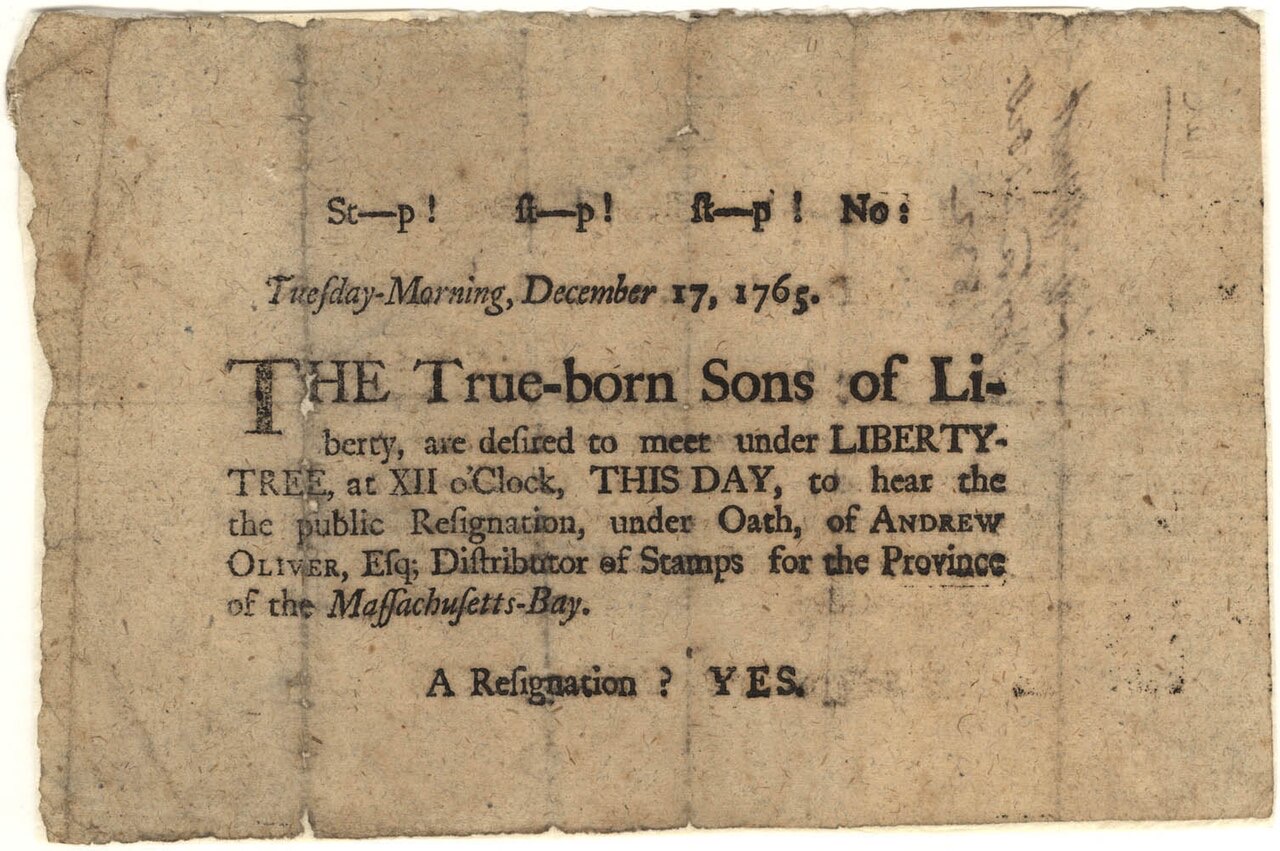 St—p! ſt—p! ſt—p! No:
Tueſday-Morning, December 17, 1765.
THE True-born Sons of Li-
berty, are deſired to meet under LIBERTY-
TREE, at XII o'Clock, THIS DAY, to hear the
the public Reſignation, under Oath, of ANDREW
OLIVER, Eſq; Diſtributor of Stamps for the Province
of the Maſſachuſetts-Bay.
A Reſignation? YES.